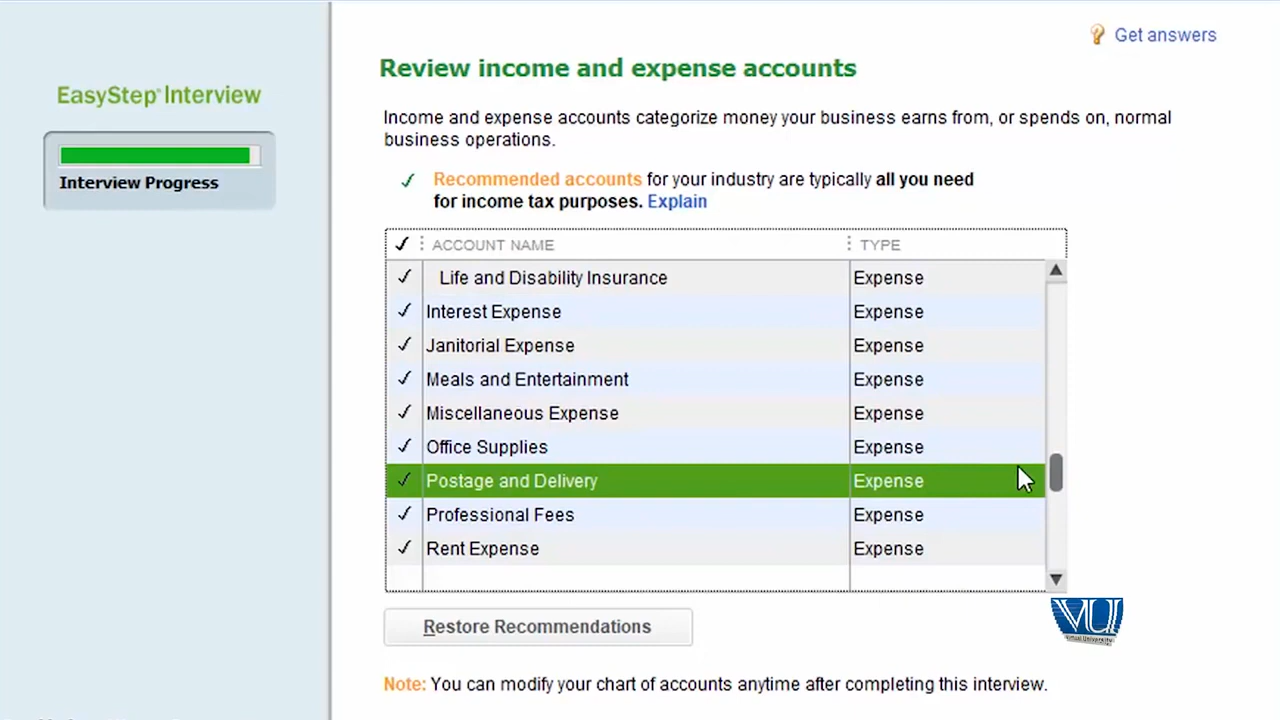 Get answers
Review income and expense accounts
EasyStep® Interview
Income and expense accounts categorize money your business earns from, or spends on, normal
business operations.
Interview Progress
✓ Recommended accounts for your industry are typically all you need
for income tax purposes. Explain
✓ ACCOUNT NAME TYPE
✓ Life and Disability Insurance Expense
✓ Interest Expense Expense
✓ Janitorial Expense Expense
✓ Meals and Entertainment Expense
✓ Miscellaneous Expense Expense
✓ Office Supplies Expense
✓ Postage and Delivery Expense
✓ Professional Fees Expense
✓ Rent Expense Expense
Restore Recommendations
VU
Note: You can modify your chart of accounts anytime after completing this interview.